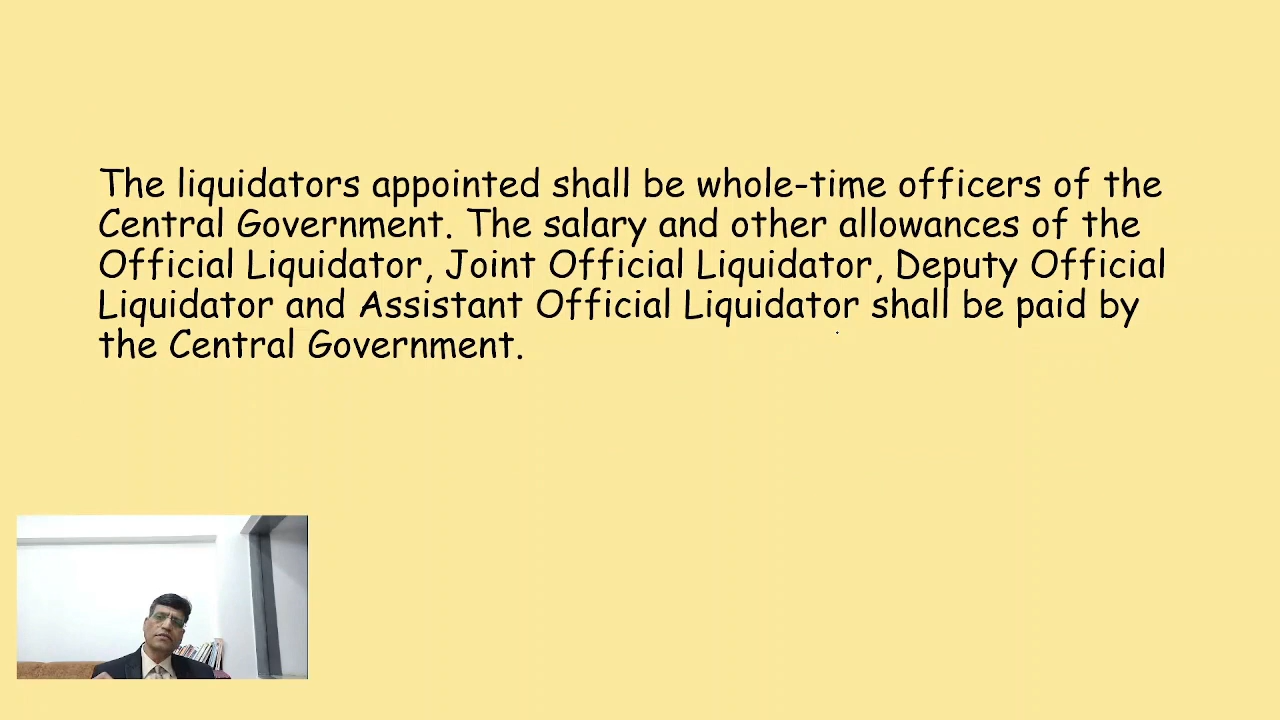 The liquidators appointed shall be whole-time officers of the
Central Government. The salary and other allowances of the
Official Liquidator, Joint Official Liquidator, Deputy Official
Liquidator and Assistant Official Liquidator shall be paid by
the Central Government.